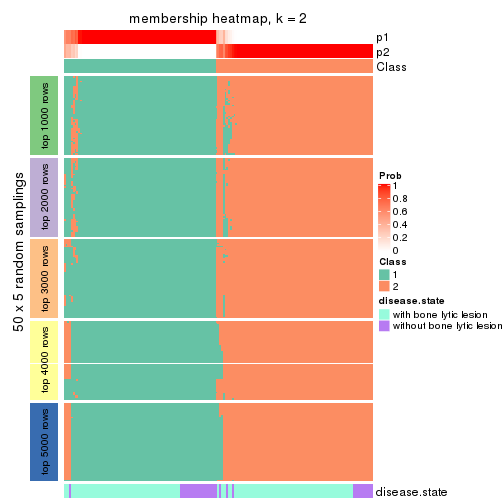 membership heatmap, k = 2
p1
p2
Class
50 x 5 random samplings
top 1000 rows
top 2000 rows
top 3000 rows
top 4000 rows
top 5000 rows
Prob
1
0.8
0.6
0.4
0.2
0
Class
1
2
disease.state
with bone lytic lesion
without bone lytic lesion
disease.state